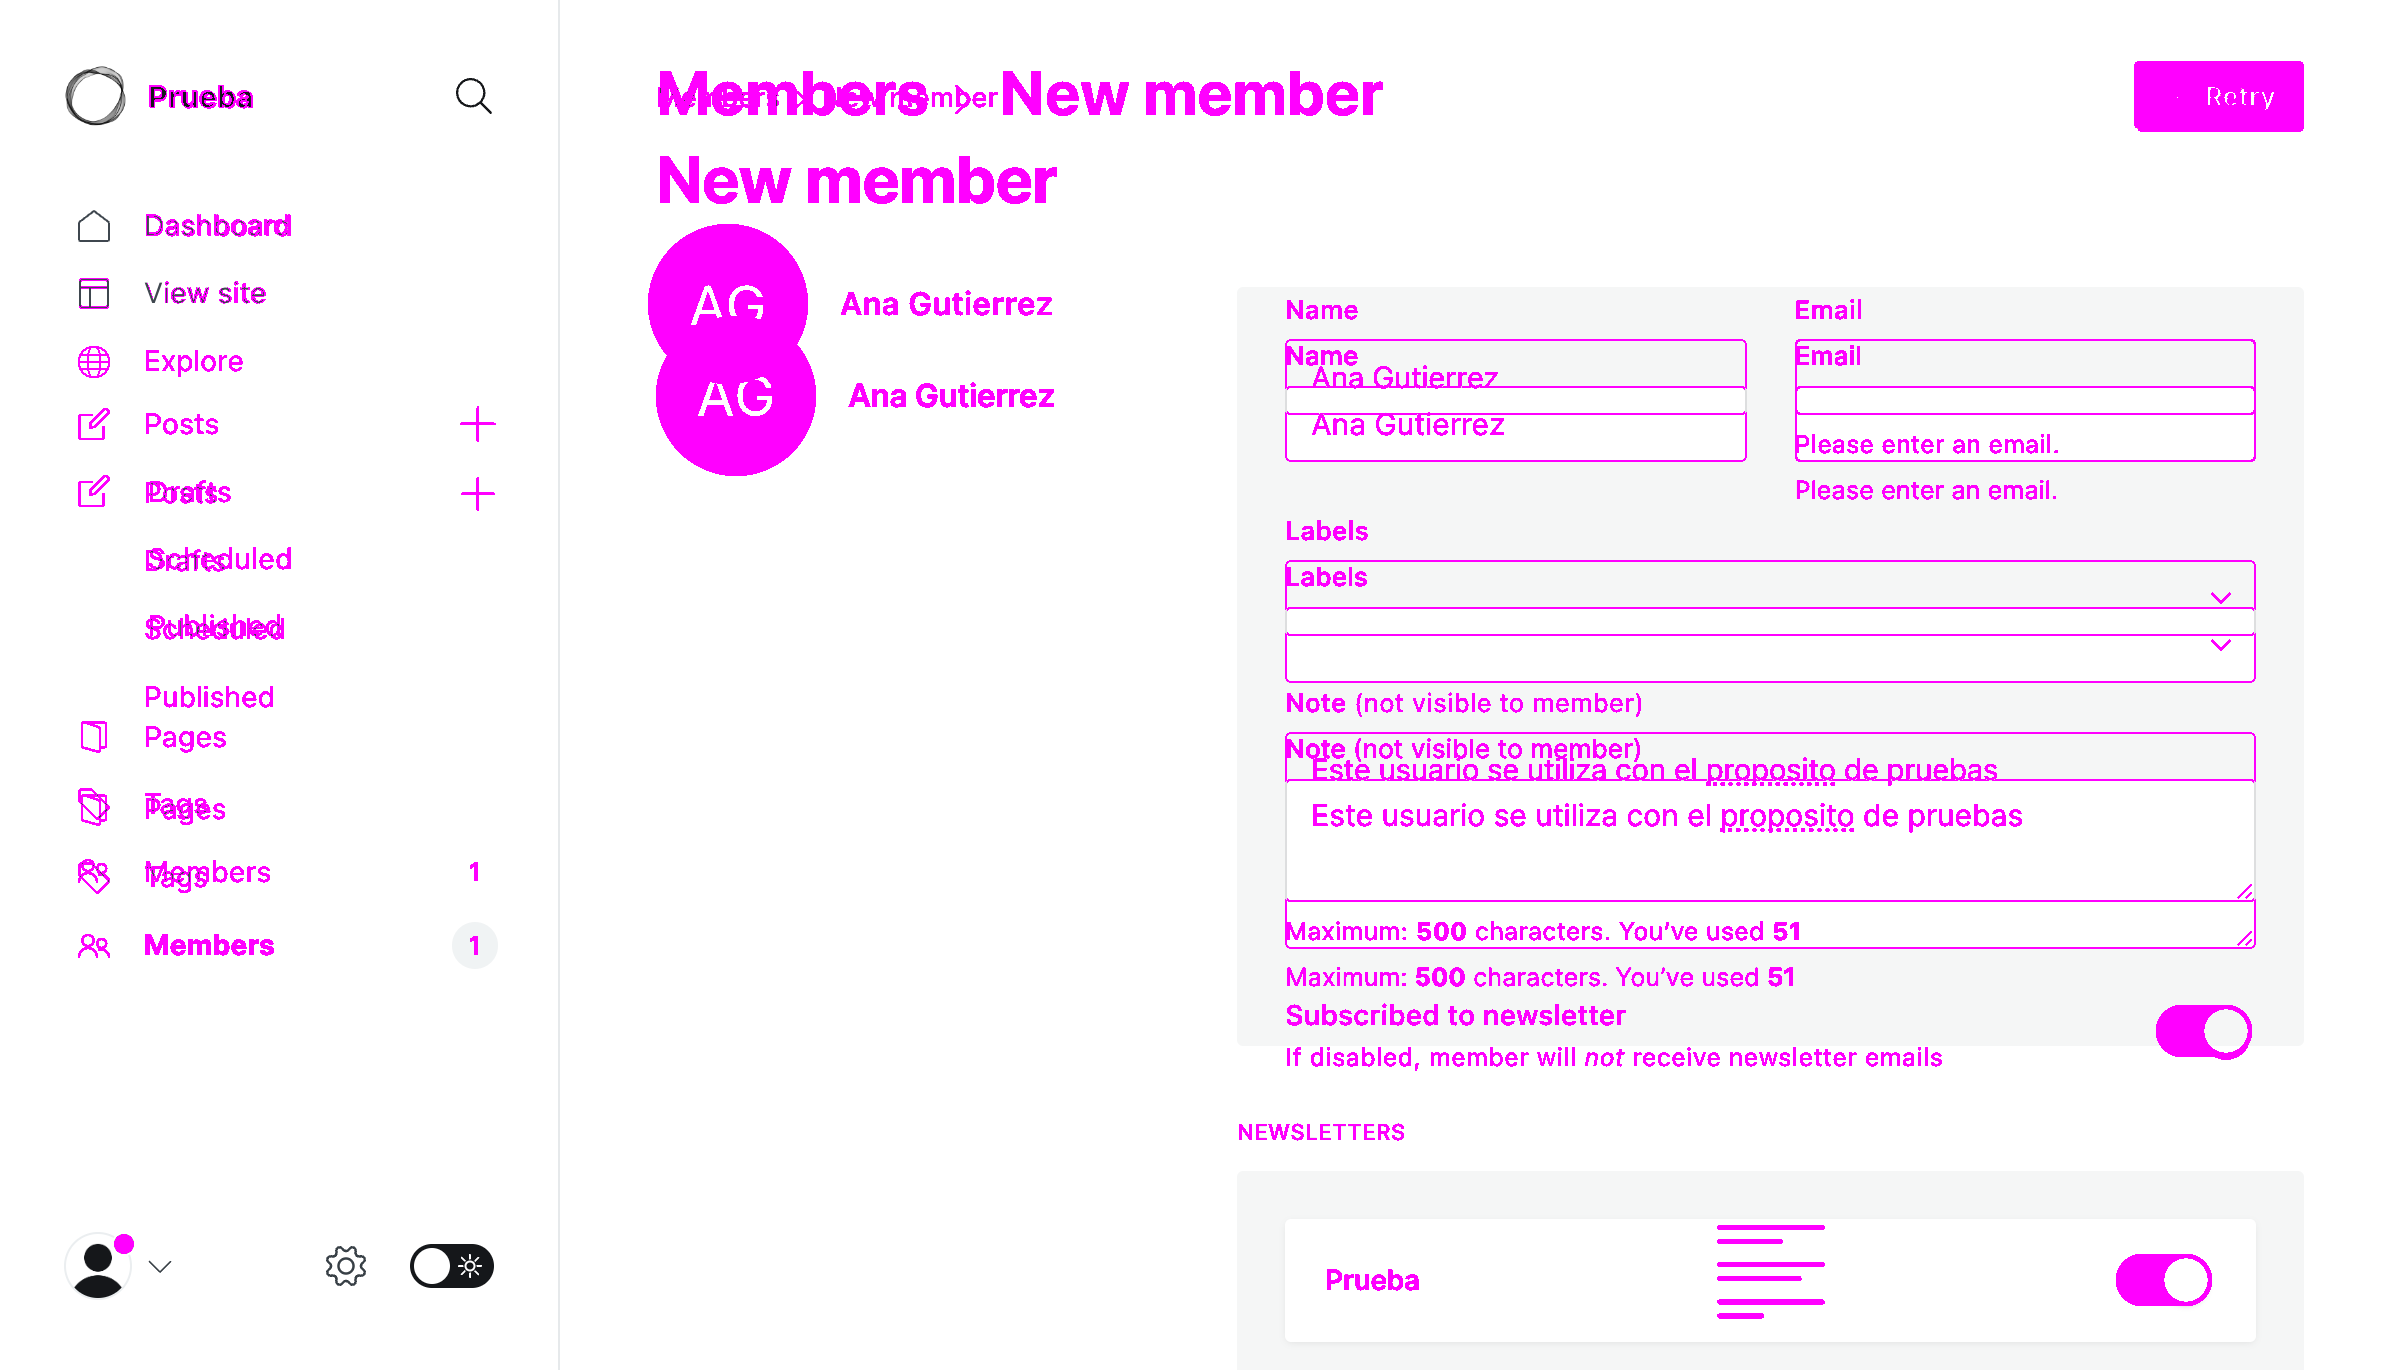 Prueba
Dashboard
View site
Explore
Posts
Posts
Drafts
Drafts
Scheduled
Scheduled
Published
Published
Pages
Tags
Pages
Members 1
Tags
Members 1
Members > New member
Members > New member
New member
Retry
AG Ana Gutierrez
AG Ana Gutierrez
Name Email
Name Email
Ana Gutierrez
Ana Gutierrez
Please enter an email.
Please enter an email.
Labels
Labels
Note (not visible to member)
Note (not visible to member)
Este usuario se utiliza con el proposito de pruebas
Este usuario se utiliza con el proposito de pruebas
Maximum: 500 characters. You’ve used 51
Maximum: 500 characters. You’ve used 51
Subscribed to newsletter
If disabled, member will not receive newsletter emails
NEWSLETTERS
Prueba